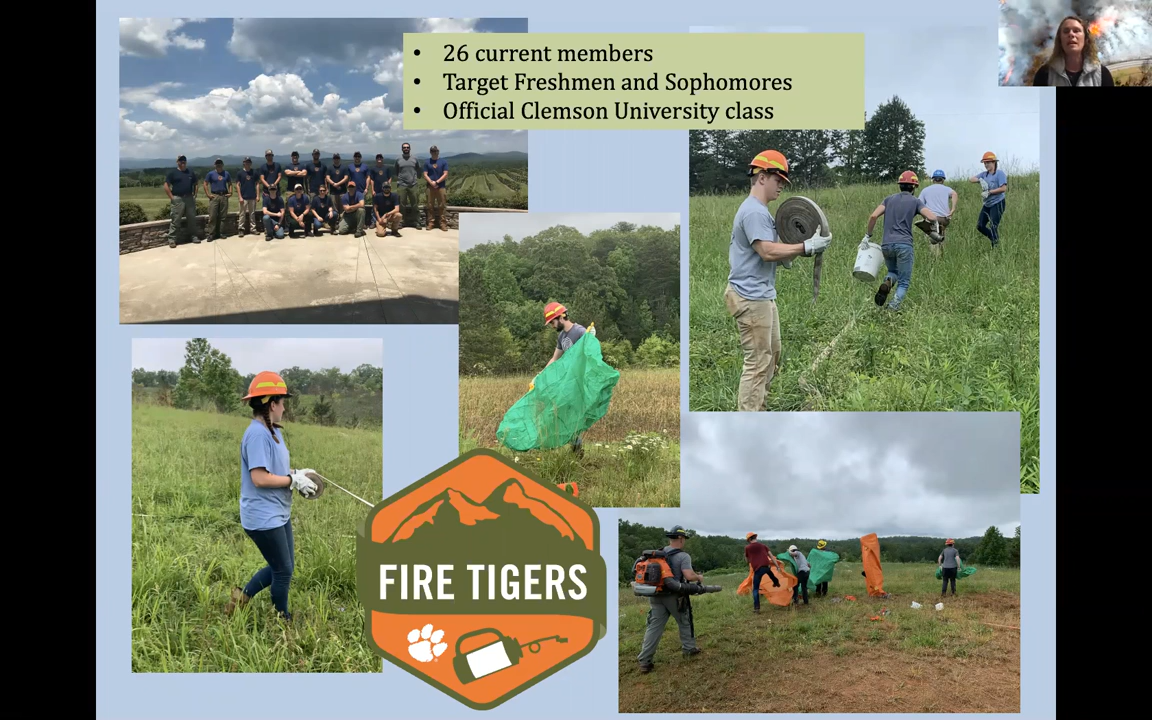 • 26 current members
• Target Freshmen and Sophomores
• Official Clemson University class
FIRE TIGERS